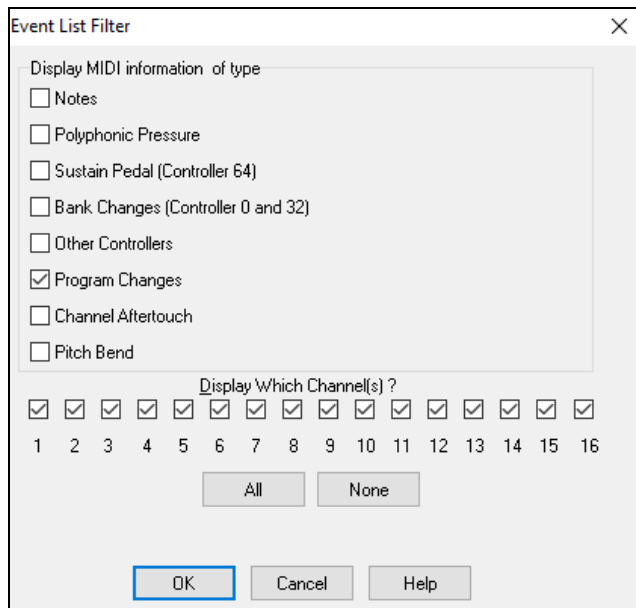 Event List Filter
Display MIDI information of type
Notes
Polyphonic Pressure
Sustain Pedal (Controller 64)
Bank Changes (Controller 0 and 32)
Other Controllers
Program Changes
Channel Aftertouch
Pitch Bend
Display Which Channel(s) ?
1 2 3 4 5 6 7 8 9 10 11 12 13 14 15 16
All None
OK Cancel Help